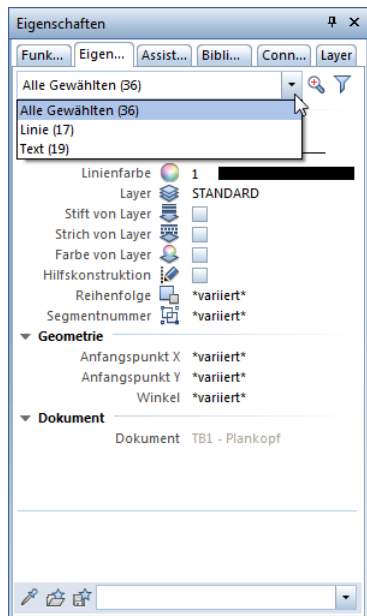 Eigenschaften
Funk... Eigen... Assist... Bibli... Conn... Layer
Alle Gewählten (36)
Alle Gewählten (36)
Linie (17)
Text (19)
Linienfarbe 1
Layer STANDARD
Stift von Layer
Strich von Layer
Farbe von Layer
Hilfskonstruktion
Reihenfolge *variiert*
Segmentnummer *variiert*
Geometrie
Anfangspunkt X *variiert*
Anfangspunkt Y *variiert*
Winkel *variiert*
Dokument
Dokument TB1 - Plankopf